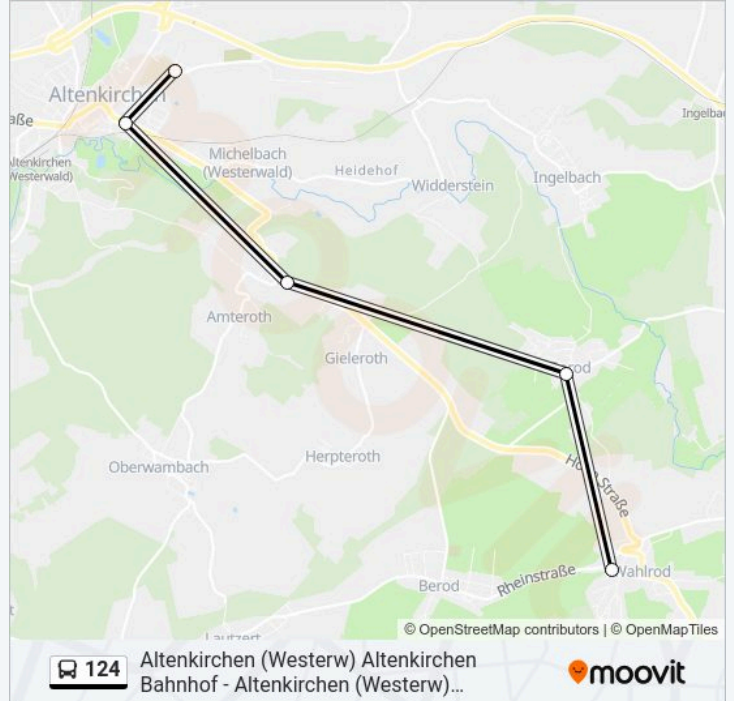 Altenkirchen
aße
Altenkirchen
Westerwald)
Michelbach
(Westerwald)
Heidehof
Widderstein
Ingelbach
Ingelba
Amteroth
Gieleroth
rod
Herpteroth
Oberwambach
Straße
Berod
Rheinstraße
Wahlrod
Lautzert
© OpenStreetMap contributors | © OpenMapTiles
124
Altenkirchen (Westerw) Altenkirchen
Bahnhof - Altenkirchen (Westerw)…
moovit